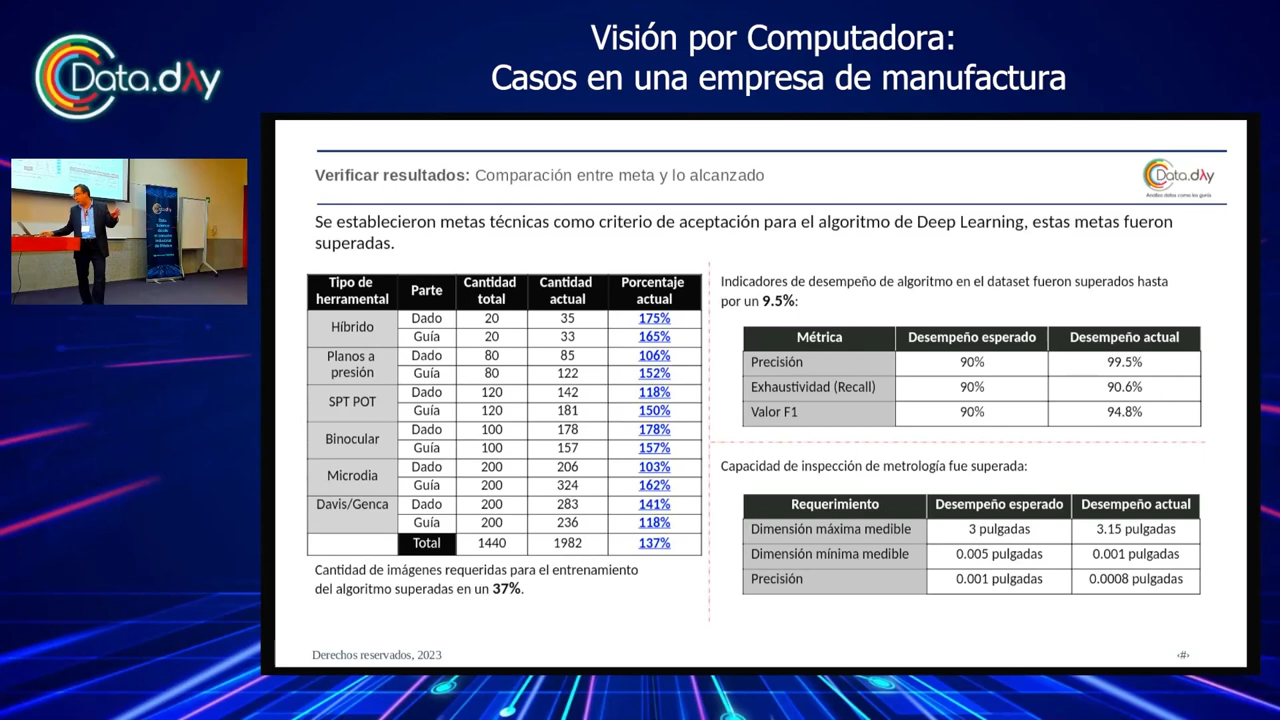 Visión por Computadora:
Casos en una empresa de manufactura
Data.day
Verificar resultados: Comparación entre meta y lo alcanzado
Data.day
Se establecieron metas técnicas como criterio de aceptación para el algoritmo de Deep Learning, estas metas fueron
superadas.
Tipo de herramental Parte Cantidad total Cantidad actual Porcentaje actual
Híbrido Dado 20 35 175%
Guía 20 33 165%
Planos a presión Dado 80 85 106%
Guía 80 122 152%
SPT POT Dado 120 142 118%
Guía 120 181 150%
Binocular Dado 100 178 178%
Guía 100 157 157%
Microdia Dado 200 206 103%
Guía 200 324 162%
Davis/Genca Dado 200 283 141%
Guía 200 236 118%
Total 1440 1982 137%
Cantidad de imágenes requeridas para el entrenamiento
del algoritmo superadas en un 37%.
Indicadores de desempeño de algoritmo en el dataset fueron superados hasta
por un 9.5%:
Métrica Desempeño esperado Desempeño actual
Precisión 90% 99.5%
Exhaustividad (Recall) 90% 90.6%
Valor F1 90% 94.8%
Capacidad de inspección de metrología fue superada:
Requerimiento Desempeño esperado Desempeño actual
Dimensión máxima medible 3 pulgadas 3.15 pulgadas
Dimensión mínima medible 0.005 pulgadas 0.001 pulgadas
Precisión 0.001 pulgadas 0.0008 pulgadas
Derechos reservados, 2023
‹#›